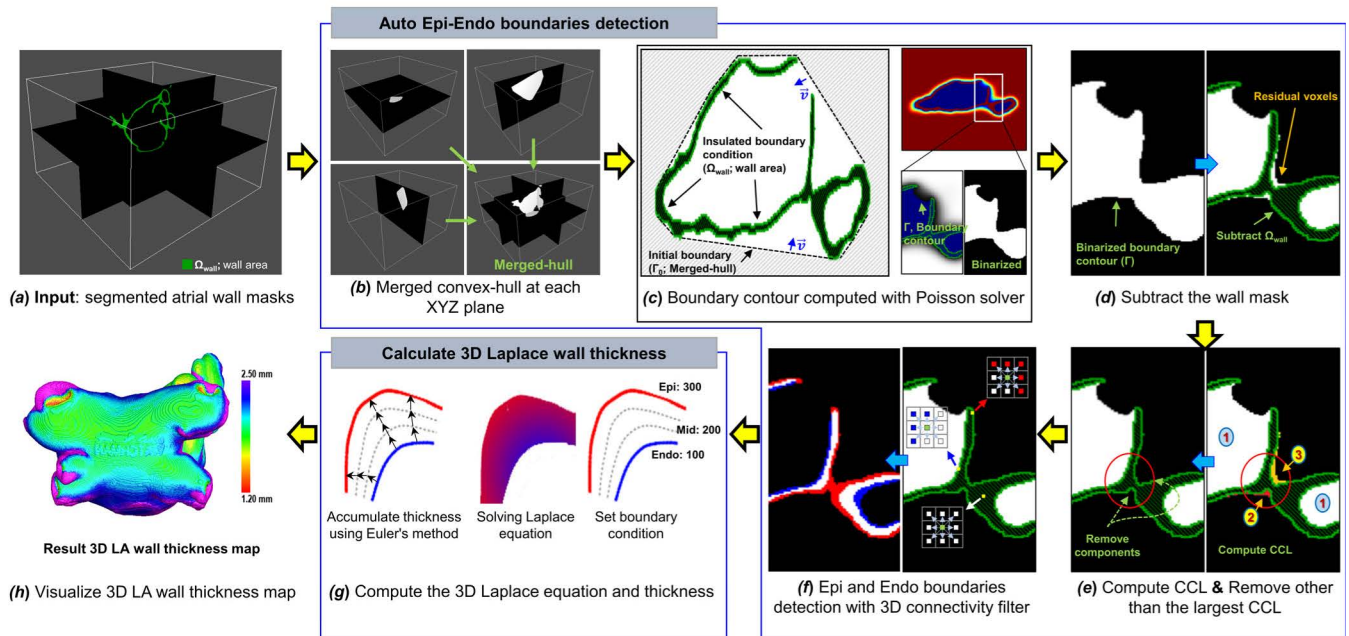 Auto Epi-Endo boundaries detection
Ω_wall; wall area
(a) Input: segmented atrial wall masks
Merged-hull
(b) Merged convex-hull at each
XYZ plane
v⃗
Insulated boundary
condition
(Ω_wall; wall area)
v⃗
Initial boundary
(Γ₀; Merged-hull)
Γ, Boundary
contour
Binarized
(c) Boundary contour computed with Poisson solver
Residual voxels
Binarized boundary
contour (Γ)
Subtract Ω_wall
(d) Subtract the wall mask
1
3
2
1
Remove
components
Compute CCL
(e) Compute CCL & Remove other
than the largest CCL
(f) Epi and Endo boundaries
detection with 3D connectivity filter
Calculate 3D Laplace wall thickness
Epi: 300
Mid: 200
Endo: 100
Accumulate thickness
using Euler's method
Solving Laplace
equation
Set boundary
condition
(g) Compute the 3D Laplace equation and thickness
2.50 mm
1.20 mm
Result 3D LA wall thickness map
(h) Visualize 3D LA wall thickness map